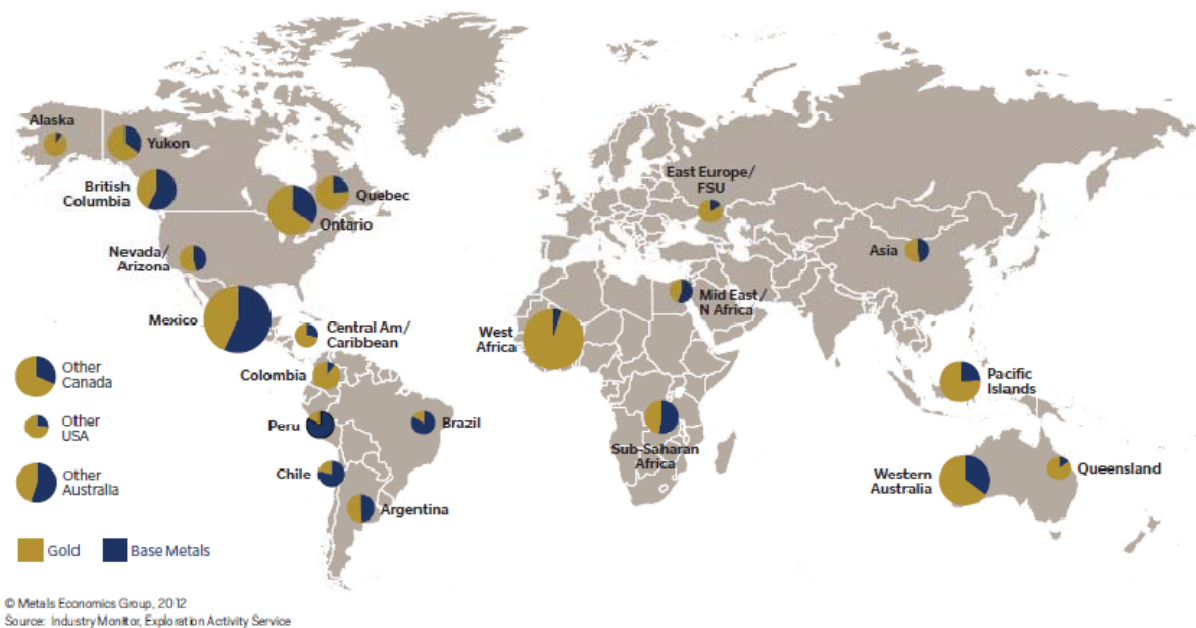 Alaska
Yukon
British
Columbia
Quebec
Ontario
Nevada/
Arizona
Mexico
Central Am/
Caribbean
Colombia
Peru
Brazil
Chile
Argentina
East Europe/
FSU
Asia
Mid East/
N Africa
West
Africa
Sub-Saharan
Africa
Pacific
Islands
Western
Australia
Queensland
Other
Canada
Other
USA
Other
Australia
Gold
Base Metals
© Metals Economics Group, 2012
Source: Industry Monitor, Exploration Activity Service